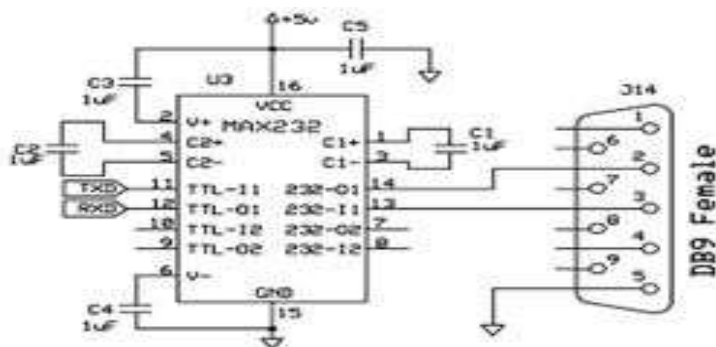 +5v
C5
1uF
C3
1uF
U3
16
VCC
MAX232
2 V+
4 C2+
5 C2-
C2
1uF
C1+ 1
C1- 3
C1
1uF
TXD 11 TTL-I1 232-O1 14
RXD 12 TTL-O1 232-I1 13
10 TTL-I2 232-O2 7
9 TTL-O2 232-I2 8
6 V-
GND
15
C4
1uF
J14
1
6
2
7
3
8
4
9
5
DB9 Female